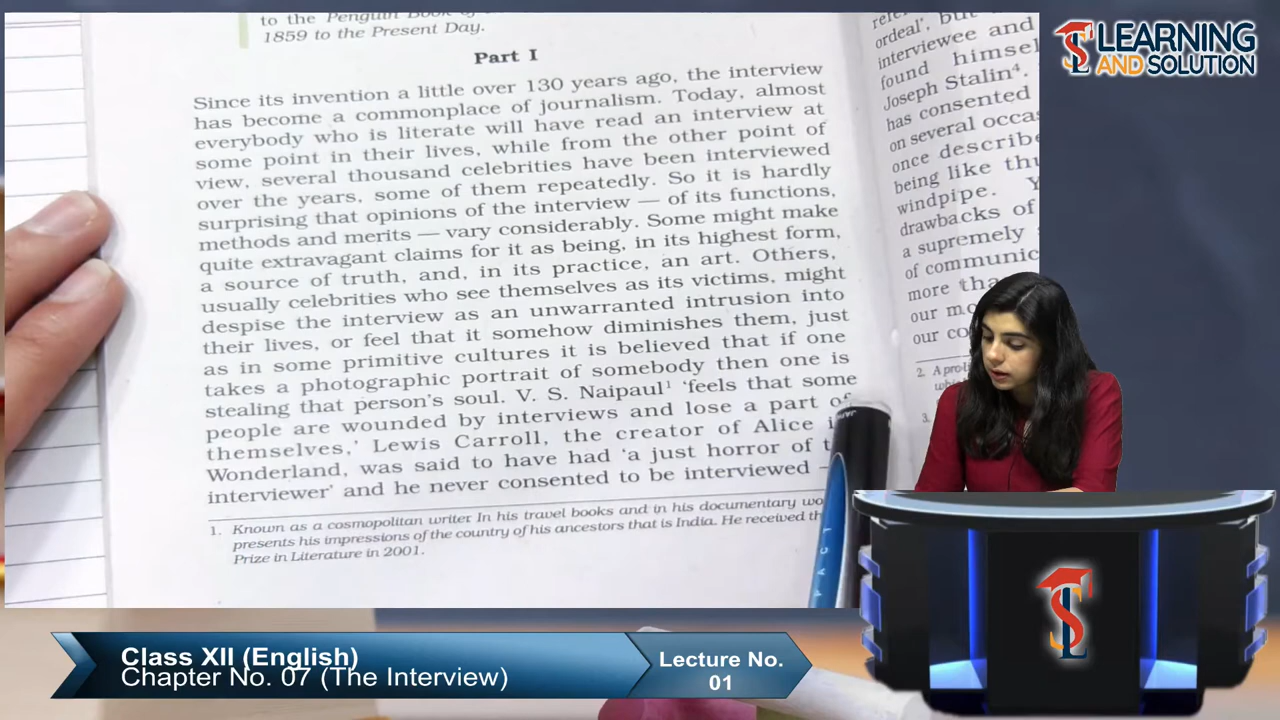 to the Penguin Book of
1859 to the Present Day.
Part I
Since its invention a little over 130 years ago, the interview
has become a commonplace of journalism. Today, almost
everybody who is literate will have read an interview at
some point in their lives, while from the other point of
view, several thousand celebrities have been interviewed
over the years, some of them repeatedly. So it is hardly
surprising that opinions of the interview — of its functions,
methods and merits — vary considerably. Some might make
quite extravagant claims for it as being, in its highest form,
a source of truth, and, in its practice, an art. Others,
usually celebrities who see themselves as its victims, might
despise the interview as an unwarranted intrusion into
their lives, or feel that it somehow diminishes them, just
as in some primitive cultures it is believed that if one
takes a photographic portrait of somebody then one is
stealing that person's soul. V. S. Naipaul¹ 'feels that some
people are wounded by interviews and lose a part of
themselves,' Lewis Carroll, the creator of Alice
Wonderland, was said to have had 'a just horror of
interviewer' and he never consented to be interviewed —
1. Known as a cosmopolitan writer In his travel books and in his documentary
presents his impressions of the country of his ancestors that is India. He received
Prize in Literature in 2001.
ordeal', but
interviewee and
found himsel
Joseph Stalin⁴.
has consented
on several occas
once describe
being like thu
windpipe. Y
drawbacks of
a supremely
of communic
more tha
our mo
our co
2. A pro-
3.
PACT
SL LEARNING
AND SOLUTION
SL
Class XII (English)
Chapter No. 07 (The Interview)
Lecture No.
01